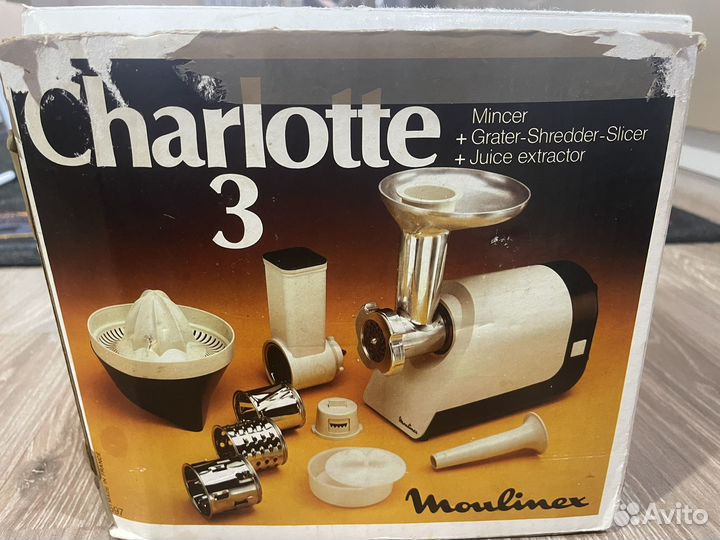 Charlotte
3
Mincer
+ Grater-Shredder-Slicer
+ Juice extractor
Moulinex
Moulinex
Avito